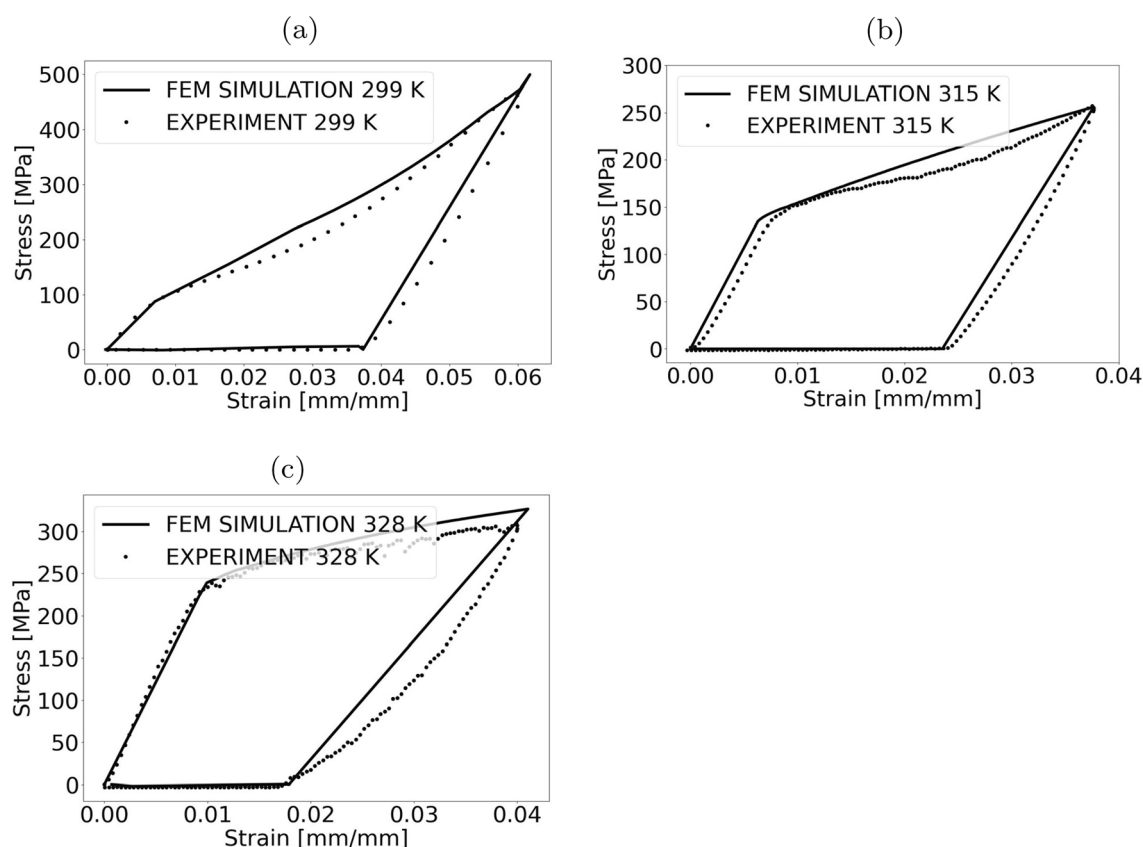 (a)
500
400
300
200
100
0
Stress [MPa]
FEM SIMULATION 299 K
EXPERIMENT 299 K
0.00 0.01 0.02 0.03 0.04 0.05 0.06
Strain [mm/mm]
(b)
300
250
200
150
100
50
0
Stress [MPa]
FEM SIMULATION 315 K
EXPERIMENT 315 K
0.00 0.01 0.02 0.03 0.04
Strain [mm/mm]
(c)
300
250
200
150
100
50
0
Stress [MPa]
FEM SIMULATION 328 K
EXPERIMENT 328 K
0.00 0.01 0.02 0.03 0.04
Strain [mm/mm]